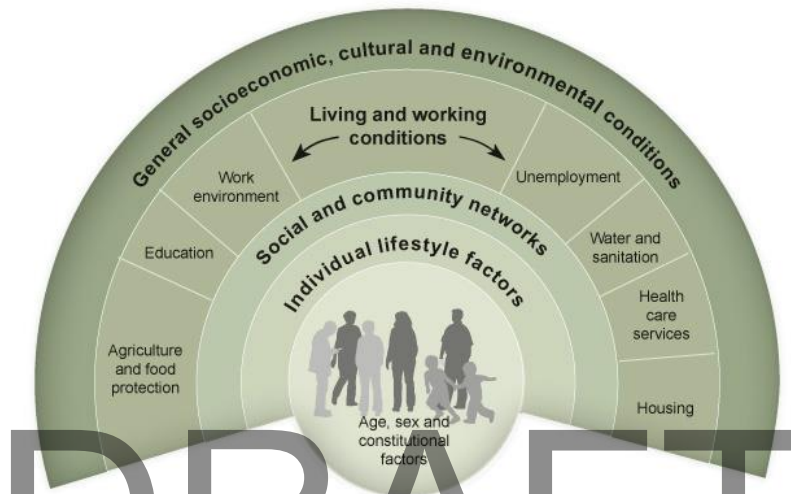 General socioeconomic, cultural and environmental conditions
Living and working
conditions
Work
environment
Unemployment
Education
Water and
sanitation
Agriculture
and food
protection
Health
care
services
Housing
Social and community networks
Individual lifestyle factors
Age, sex and
constitutional
factors
DRAFT